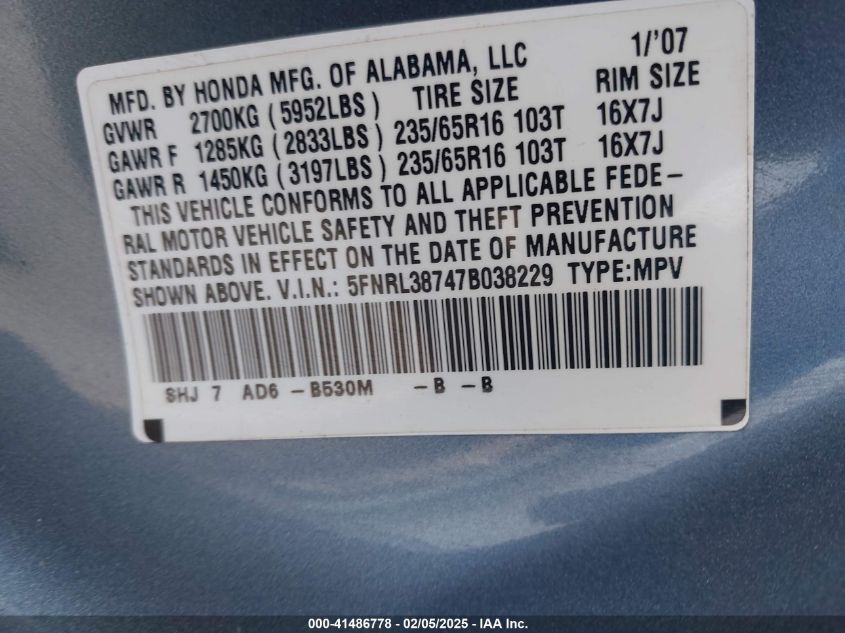 MFD. BY HONDA MFG. OF ALABAMA, LLC 1/'07
GVWR 2700KG (5952LBS) TIRE SIZE RIM SIZE
GAWR F 1285KG (2833LBS) 235/65R16 103T 16X7J
GAWR R 1450KG (3197LBS) 235/65R16 103T 16X7J
THIS VEHICLE CONFORMS TO ALL APPLICABLE FEDE-
RAL MOTOR VEHICLE SAFETY AND THEFT PREVENTION
STANDARDS IN EFFECT ON THE DATE OF MANUFACTURE
SHOWN ABOVE. V.I.N.: 5FNRL38747B038229 TYPE:MPV
SHJ 7 AD6 -B530M -B -B
000-41486778 - 02/05/2025 - IAA Inc.